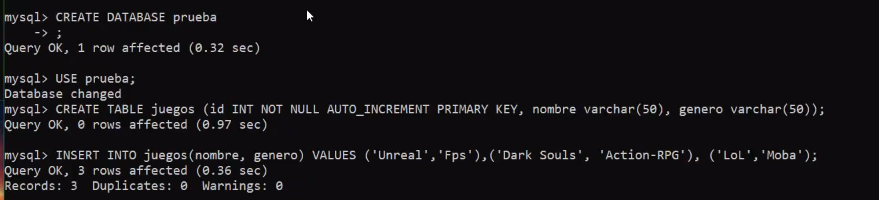 mysql> CREATE DATABASE prueba
    -> ;
Query OK, 1 row affected (0.32 sec)
mysql> USE prueba;
Database changed
mysql> CREATE TABLE juegos (id INT NOT NULL AUTO_INCREMENT PRIMARY KEY, nombre varchar(50), genero varchar(50));
Query OK, 0 rows affected (0.97 sec)
mysql> INSERT INTO juegos(nombre, genero) VALUES ('Unreal','Fps'),('Dark Souls', 'Action-RPG'), ('LoL','Moba');
Query OK, 3 rows affected (0.36 sec)
Records: 3  Duplicates: 0  Warnings: 0